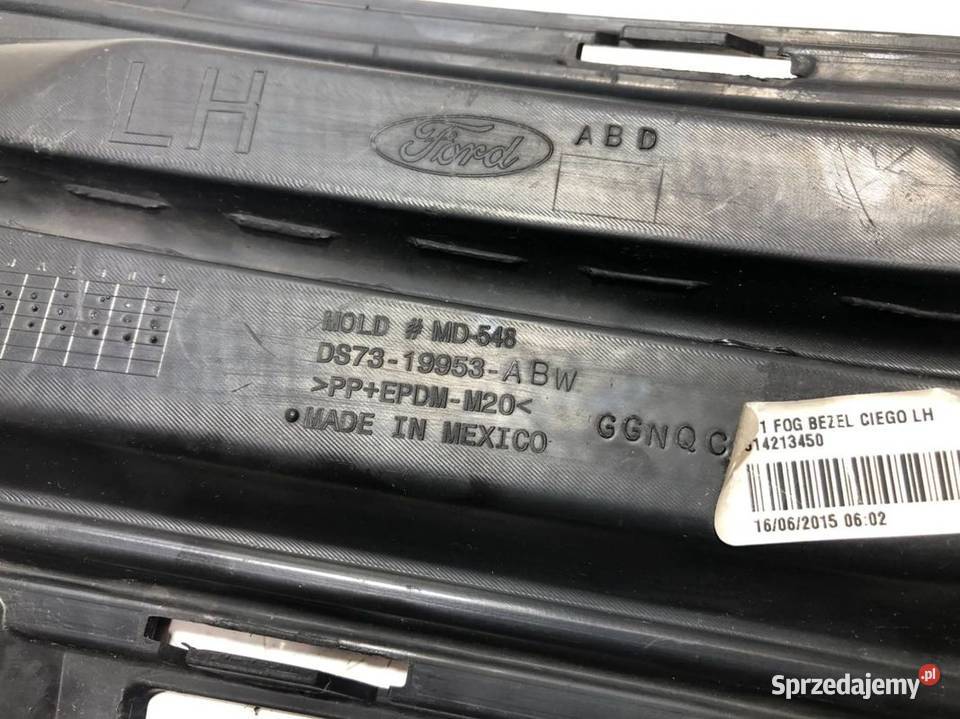 LH
Ford ABD
MOLD # MD-548
DS73-19953-ABW
>PP+EPDM-M20<
MADE IN MEXICO
GGNQC
1 FOG BEZEL CIEGO LH
14213450
16/06/2015 06:02
Sprzedajemy.pl